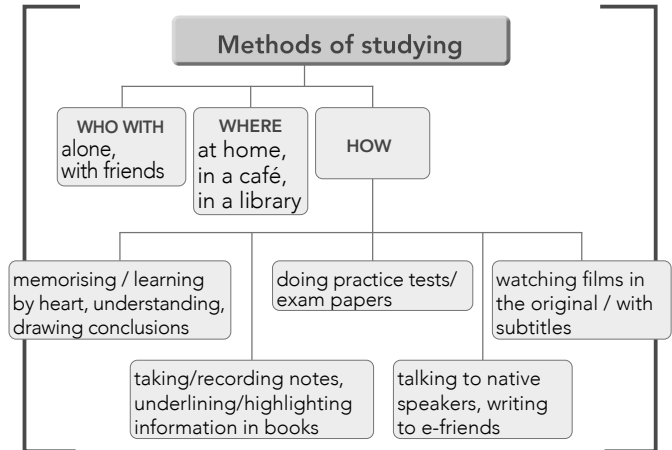 Methods of studying
WHO WITH
alone,
with friends
WHERE
at home,
in a café,
in a library
HOW
memorising / learning
by heart, understanding,
drawing conclusions
doing practice tests/
exam papers
watching films in
the original / with
subtitles
taking/recording notes,
underlining/highlighting
information in books
talking to native
speakers, writing
to e-friends